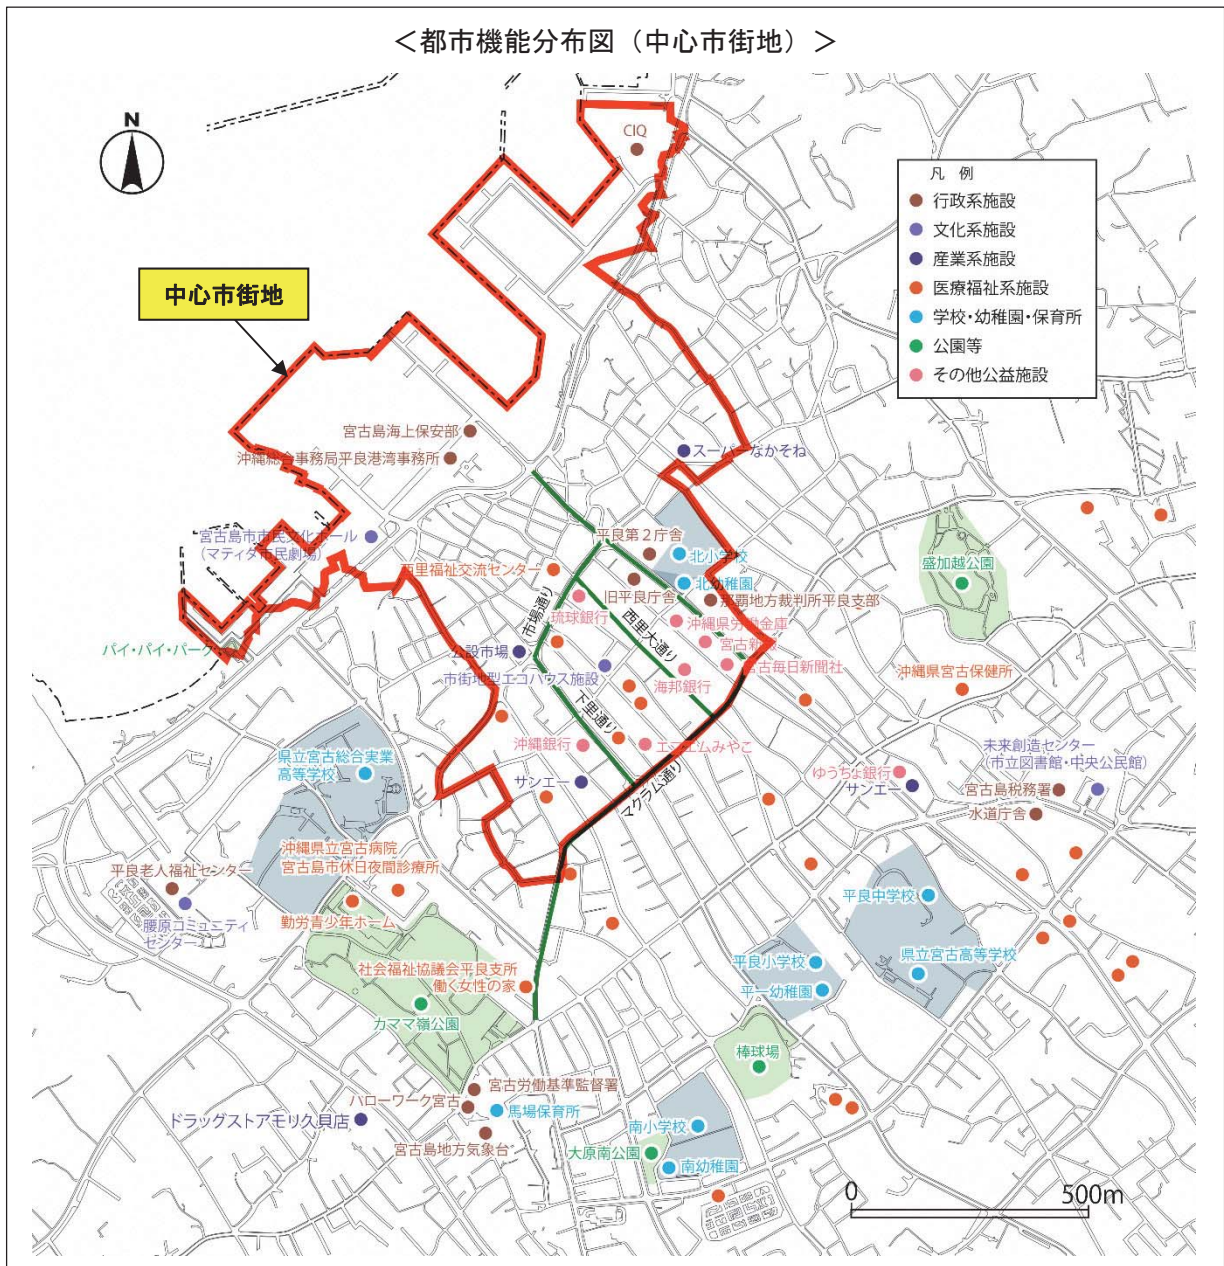 ＜都市機能分布図（中心市街地）＞
N
CIQ
凡　例
行政系施設
文化系施設
産業系施設
医療福祉系施設
学校・幼稚園・保育所
公園等
その他公益施設
中心市街地
宮古島海上保安部
沖縄総合事務局平良港湾事務所
スーパーなかそね
宮古島市市民文化ホール
（マティダ市民劇場）
平良第２庁舎
北小学校
西里福祉交流センター
旧平良庁舎
北幼稚園
那覇地方裁判所平良支部
盛加越公園
市場通り
琉球銀行
西里大通り
沖縄県労働金庫
宮古新報
宮古毎日新聞社
パイ・パイ・パーク
公設市場
市街地型エコハウス施設
海邦銀行
沖縄県宮古保健所
下里通り
沖縄銀行
エフエムみやこ
県立宮古総合実業
高等学校
サンエー
マクラム通り
ゆうちょ銀行
サンエー
未来創造センター
（市立図書館・中央公民館）
宮古島税務署
水道庁舎
沖縄県立宮古病院
宮古島市休日夜間診療所
平良老人福祉センター
腰原コミュニティ
センター
勤労青少年ホーム
平良中学校
社会福祉協議会平良支所
働く女性の家
平良小学校
県立宮古高等学校
平一幼稚園
カママ嶺公園
棒球場
宮古労働基準監督署
ハローワーク宮古
馬場保育所
ドラッグストアモリ久貝店
宮古島地方気象台
南小学校
大原南公園
南幼稚園
0
500m